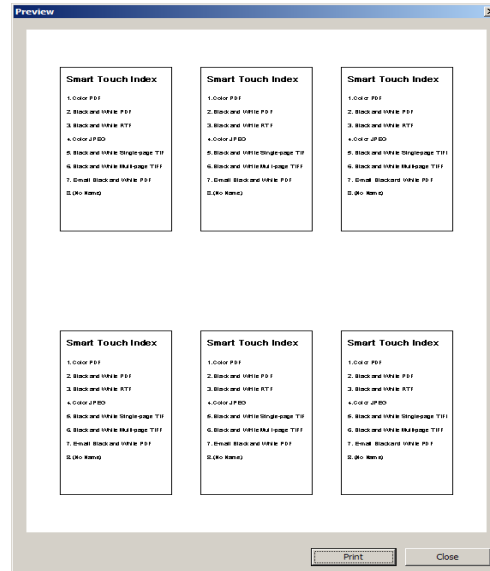 Preview
Smart Touch Index
1.Color PDF
2.Black and White PDF
3.Black and White RTF
4.Color JPEG
5.Black and White Single-page TIF
6.Black and White Multi-page TIFF
7. E-mail Black and White PDF
8.(No Name)
Smart Touch Index
1.Color PDF
2.Black and White PDF
3.Black and White RTF
4.Color JPEG
5.Black and White Single-page TIF
6.Black and White Multi-page TIFF
7. E-mail Black and White PDF
8.(No Name)
Smart Touch Index
1.Color PDF
2.Black and White PDF
3.Black and White RTF
4.Color JPEG
5.Black and White Single-page TIF
6.Black and White Multi-page TIFF
7. E-mail Black and White PDF
8.(No Name)
Smart Touch Index
1.Color PDF
2.Black and White PDF
3.Black and White RTF
4.Color JPEG
5.Black and White Single-page TIF
6.Black and White Multi-page TIFF
7. E-mail Black and White PDF
8.(No Name)
Smart Touch Index
1.Color PDF
2.Black and White PDF
3.Black and White RTF
4.Color JPEG
5.Black and White Single-page TIF
6.Black and White Multi-page TIFF
7. E-mail Black and White PDF
8.(No Name)
Smart Touch Index
1.Color PDF
2.Black and White PDF
3.Black and White RTF
4.Color JPEG
5.Black and White Single-page TIF
6.Black and White Multi-page TIFF
7. E-mail Black and White PDF
8.(No Name)
Print
Close